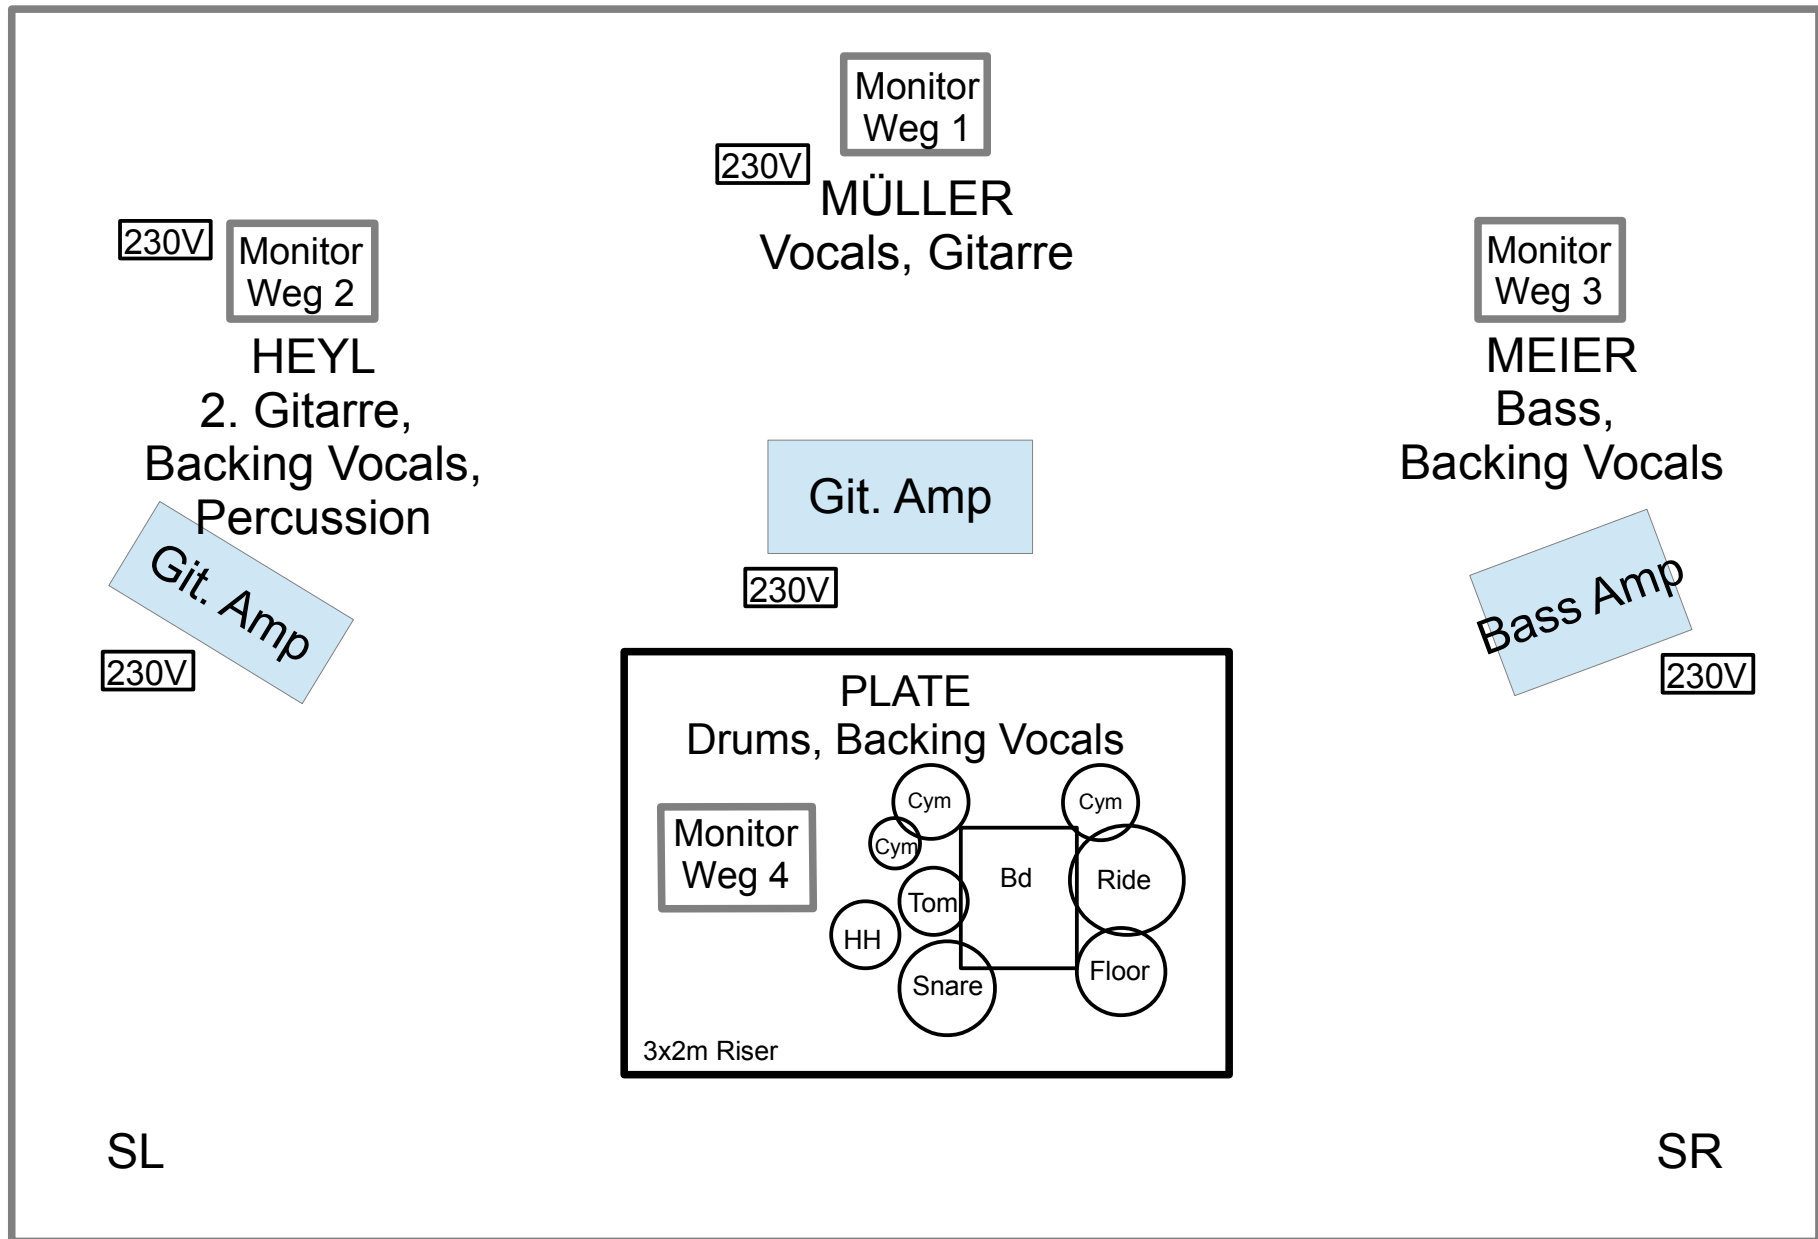 Monitor
Weg 1
230V
MÜLLER
Vocals, Gitarre
230V
Monitor
Weg 2
HEYL
2. Gitarre,
Backing Vocals,
Percussion
Git. Amp
230V
Monitor
Weg 3
MEIER
Bass,
Backing Vocals
Bass Amp
230V
Git. Amp
230V
PLATE
Drums, Backing Vocals
Monitor
Weg 4
Cym
Cym
Cym
Tom
Bd
Ride
HH
Snare
Floor
3x2m Riser
SL
SR